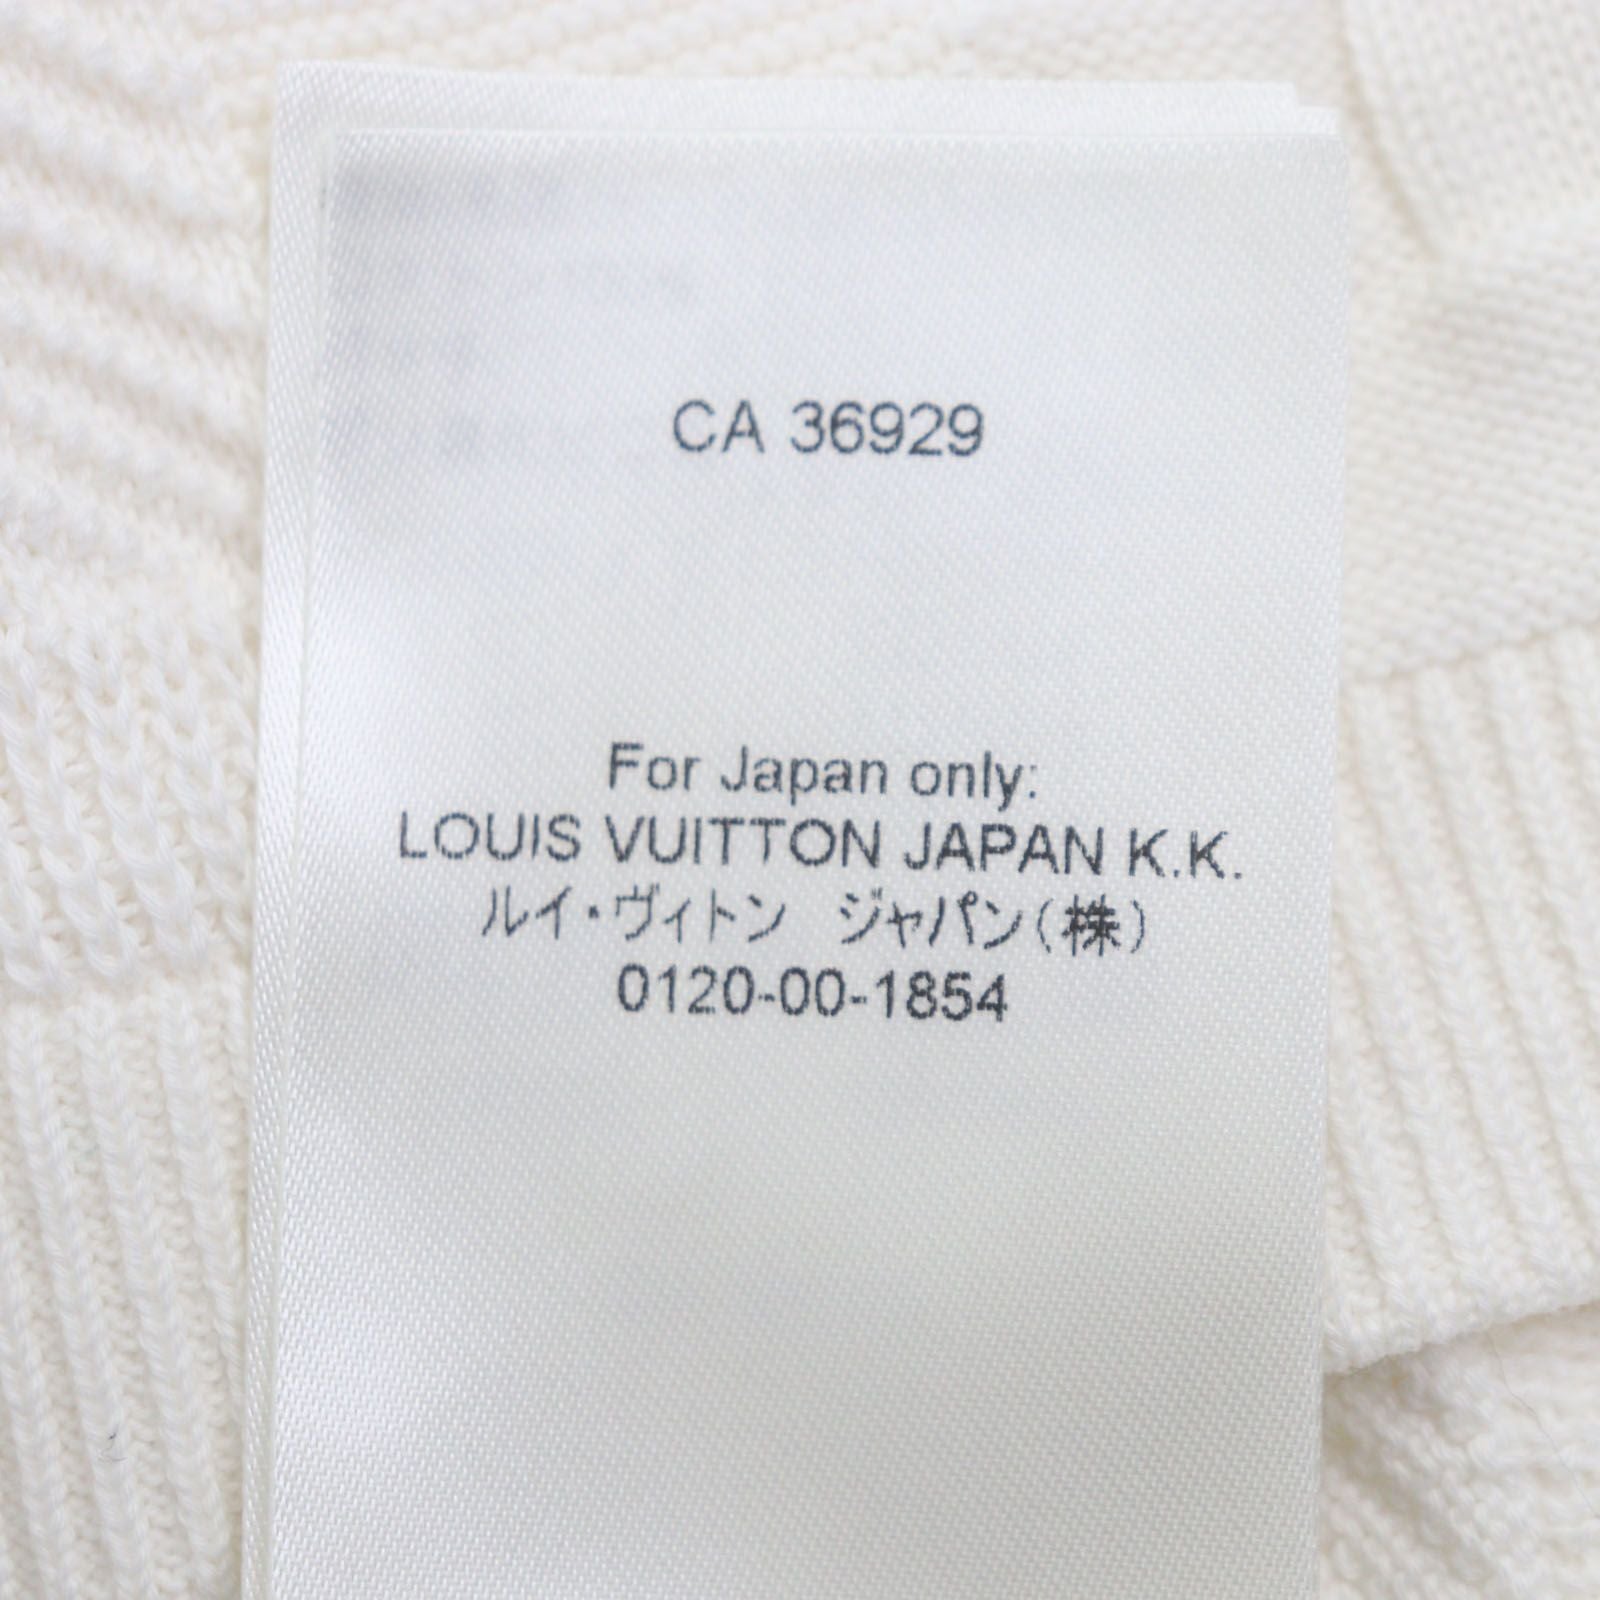 CA 36929
For Japan only:
LOUIS VUITTON JAPAN K.K.
ルイ・ヴィトン ジャパン(株)
0120-00-1854